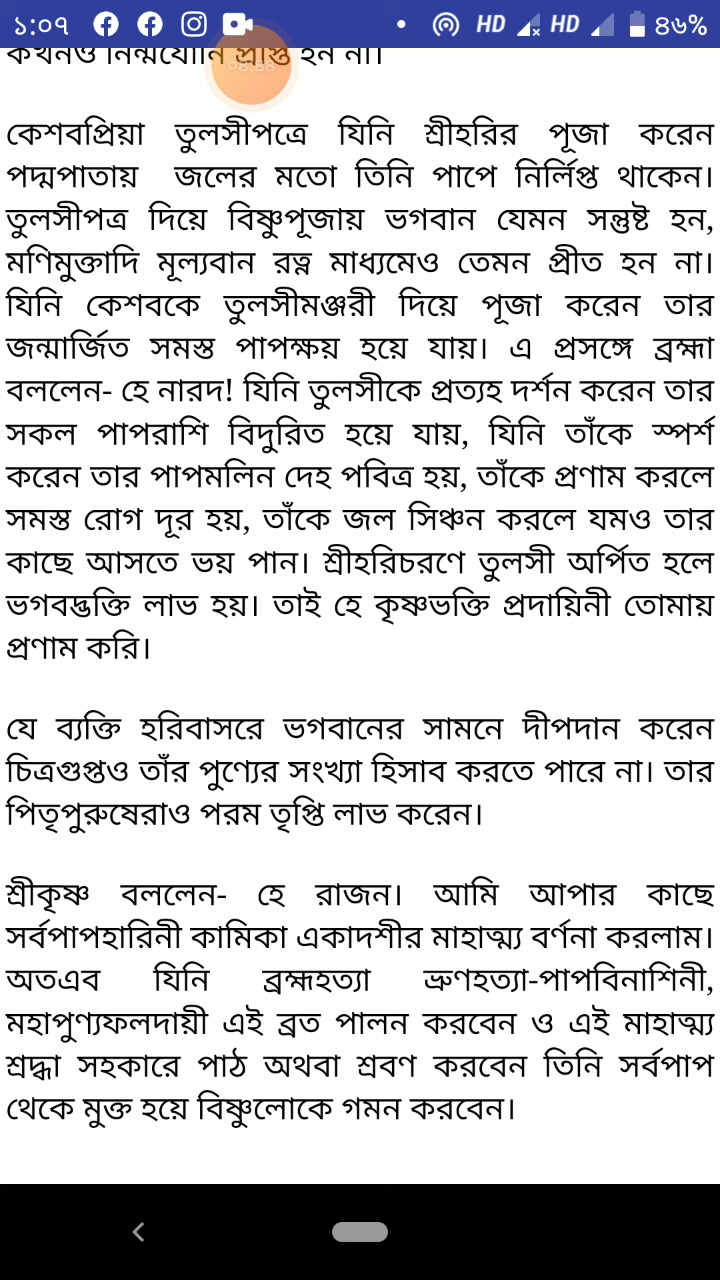 ১:০৭ HD HD ৪৬%
কখনও নিন্মযোনি প্রাপ্ত হন না।
কেশবপ্রিয়া তুলসীপত্রে যিনি শ্রীহরির পূজা করেন
পদ্মপাতায় জলের মতো তিনি পাপে নির্লিপ্ত থাকেন।
তুলসীপত্র দিয়ে বিষ্ণুপূজায় ভগবান যেমন সন্তুষ্ট হন,
মণিমুক্তাদি মূল্যবান রত্ন মাধ্যমেও তেমন প্রীত হন না।
যিনি কেশবকে তুলসীমঞ্জরী দিয়ে পূজা করেন তার
জন্মার্জিত সমস্ত পাপক্ষয় হয়ে যায়। এ প্রসঙ্গে ব্রহ্মা
বললেন- হে নারদ! যিনি তুলসীকে প্রত্যহ দর্শন করেন তার
সকল পাপরাশি বিদুরিত হয়ে যায়, যিনি তাঁকে স্পর্শ
করেন তার পাপমলিন দেহ পবিত্র হয়, তাঁকে প্রণাম করলে
সমস্ত রোগ দূর হয়, তাঁকে জল সিঞ্চন করলে যমও তার
কাছে আসতে ভয় পান। শ্রীহরিচরণে তুলসী অর্পিত হলে
ভগবদ্ভক্তি লাভ হয়। তাই হে কৃষ্ণভক্তি প্রদায়িনী তোমায়
প্রণাম করি।
যে ব্যক্তি হরিবাসরে ভগবানের সামনে দীপদান করেন
চিত্রগুপ্তও তাঁর পুণ্যের সংখ্যা হিসাব করতে পারে না। তার
পিতৃপুরুষেরাও পরম তৃপ্তি লাভ করেন।
শ্রীকৃষ্ণ বললেন- হে রাজন। আমি আপার কাছে
সর্বপাপহারিনী কামিকা একাদশীর মাহাত্ম্য বর্ণনা করলাম।
অতএব যিনি ব্রহ্মহত্যা ভ্রুণহত্যা-পাপবিনাশিনী,
মহাপুণ্যফলদায়ী এই ব্রত পালন করবেন ও এই মাহাত্ম্য
শ্রদ্ধা সহকারে পাঠ অথবা শ্রবণ করবেন তিনি সর্বপাপ
থেকে মুক্ত হয়ে বিষ্ণুলোকে গমন করবেন।